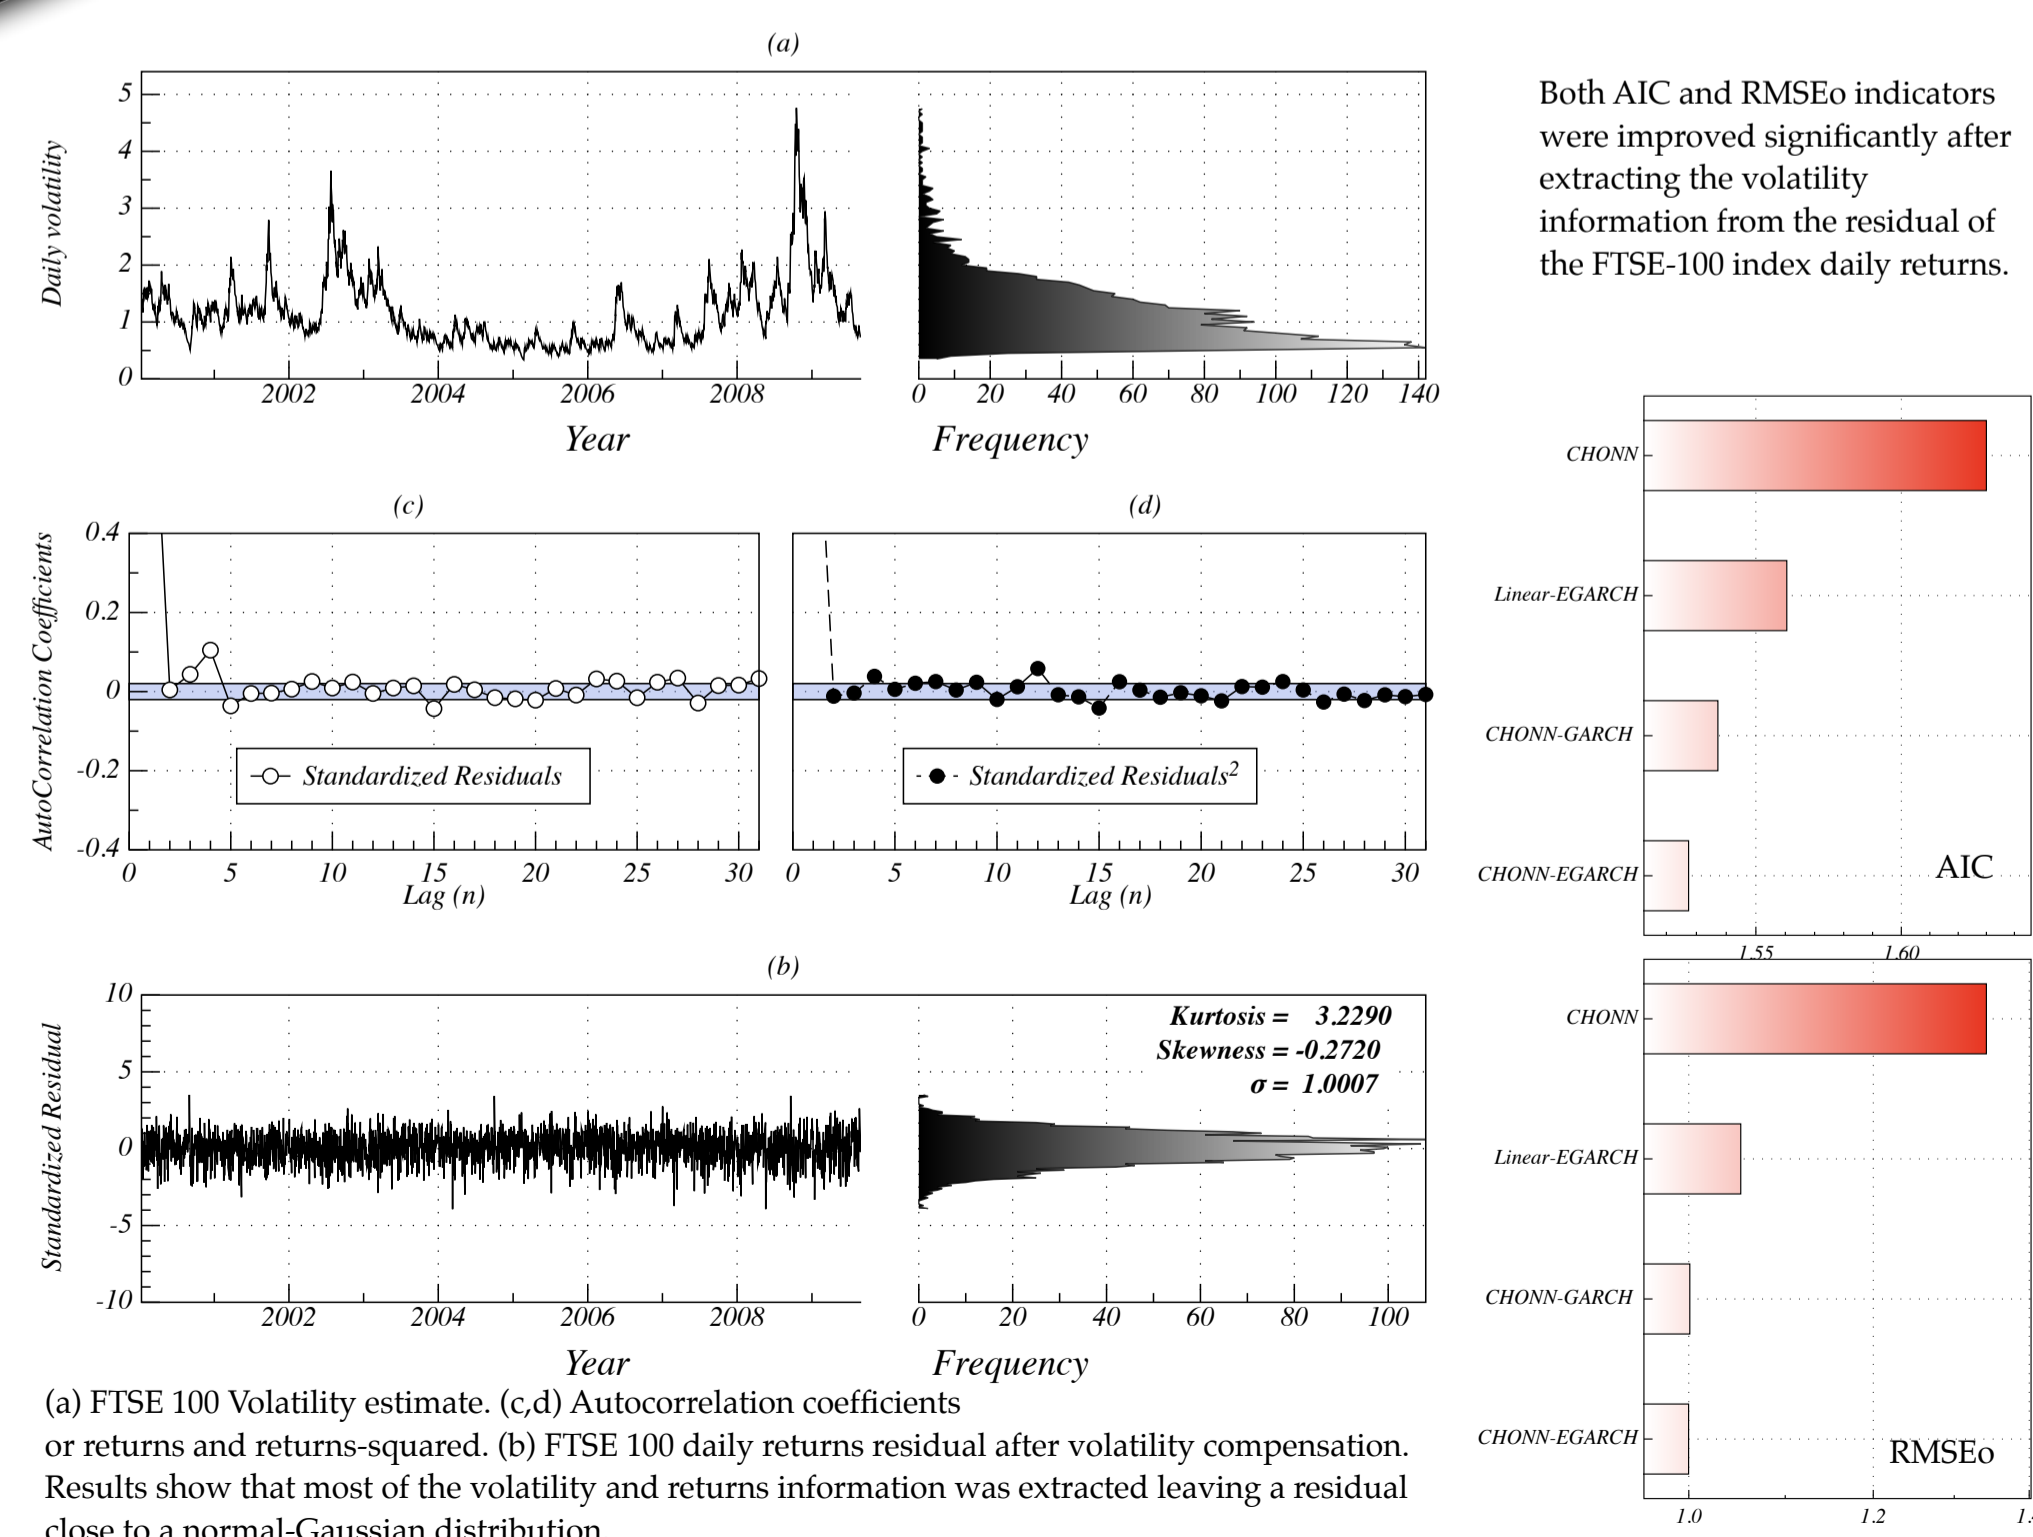 (a)
Daily volatility
5
4
3
2
1
0
2002 2004 2006 2008
Year
0 20 40 60 80 100 120 140
Frequency
Both AIC and RMSEo indicators
were improved significantly after
extracting the volatility
information from the residual of
the FTSE-100 index daily returns.
(c)
AutoCorrelation Coefficients
0.4
0.2
0
-0.2
-0.4
Standardized Residuals
0 5 10 15 20 25 30
Lag (n)
(d)
Standardized Residuals²
0 5 10 15 20 25 30
Lag (n)
CHONN
Linear-EGARCH
CHONN-GARCH
CHONN-EGARCH
AIC
1.55 1.60
(b)
Standardized Residual
10
5
0
-5
-10
2002 2004 2006 2008
Year
Kurtosis = 3.2290
Skewness = -0.2720
σ = 1.0007
0 20 40 60 80 100
Frequency
CHONN
Linear-EGARCH
CHONN-GARCH
CHONN-EGARCH
RMSEo
1.0 1.2
(a) FTSE 100 Volatility estimate. (c,d) Autocorrelation coefficients
or returns and returns-squared. (b) FTSE 100 daily returns residual after volatility compensation.
Results show that most of the volatility and returns information was extracted leaving a residual
close to a normal-Gaussian distribution